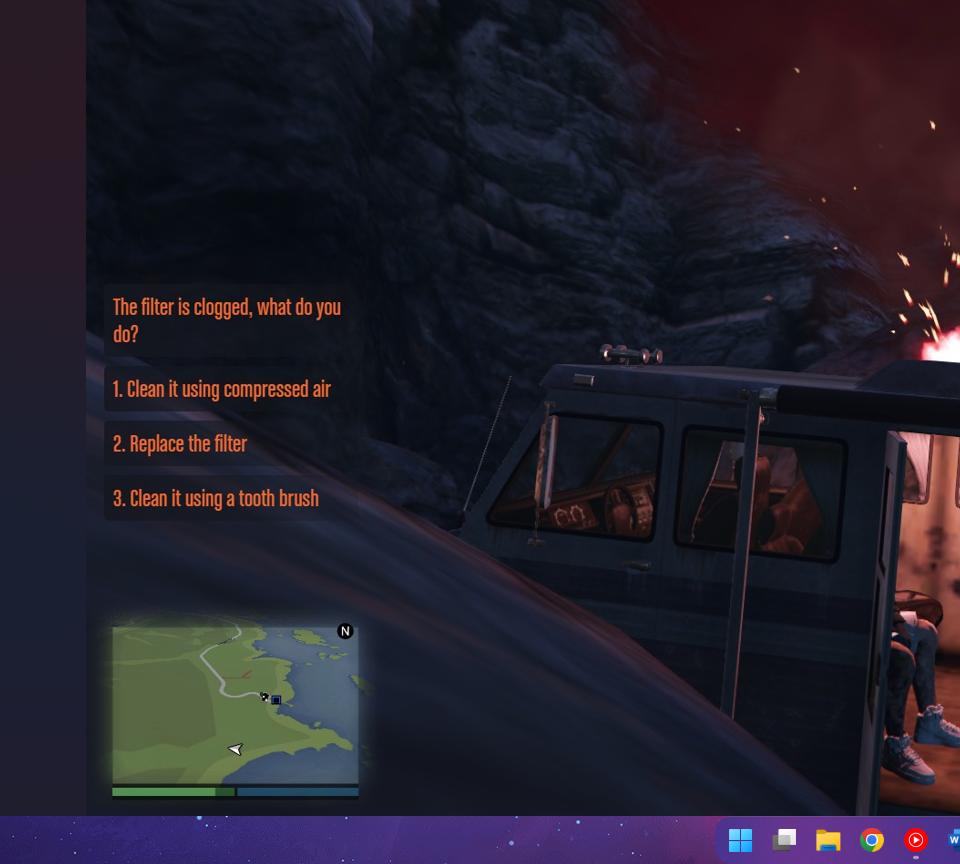 The filter is clogged, what do you
do?
1. Clean it using compressed air
2. Replace the filter
3. Clean it using a tooth brush
N
W